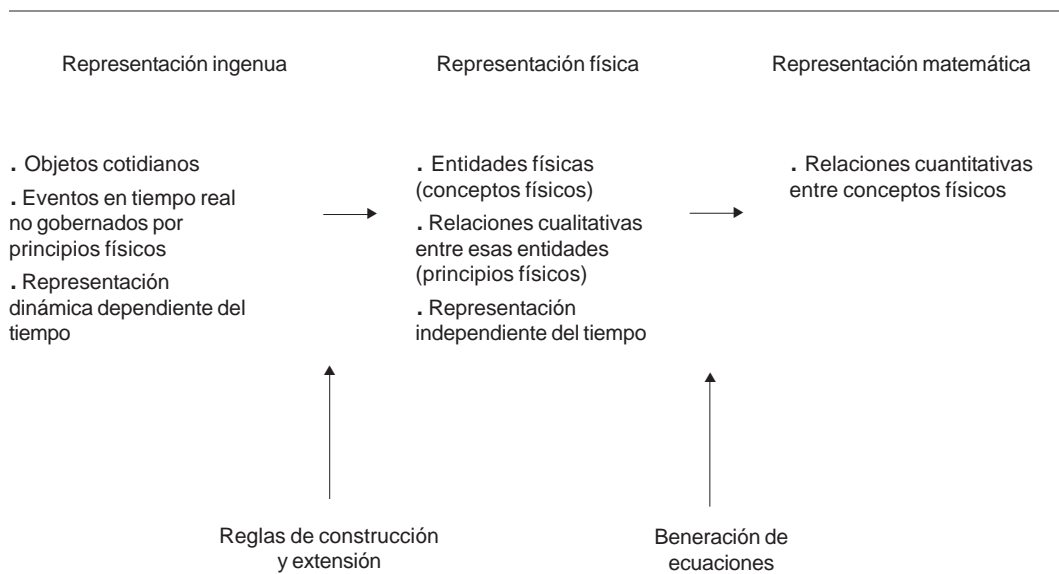 Representación ingenua
Representación física
Representación matemática
. Objetos cotidianos
. Eventos en tiempo real
no gobernados por
principios físicos
. Representación
dinámica dependiente del
tiempo
. Entidades físicas
(conceptos físicos)
. Relaciones cualitativas
entre esas entidades
(principios físicos)
. Representación
independiente del tiempo
. Relaciones cuantitativas
entre conceptos físicos
Reglas de construcción
y extensión
Beneración de
ecuaciones